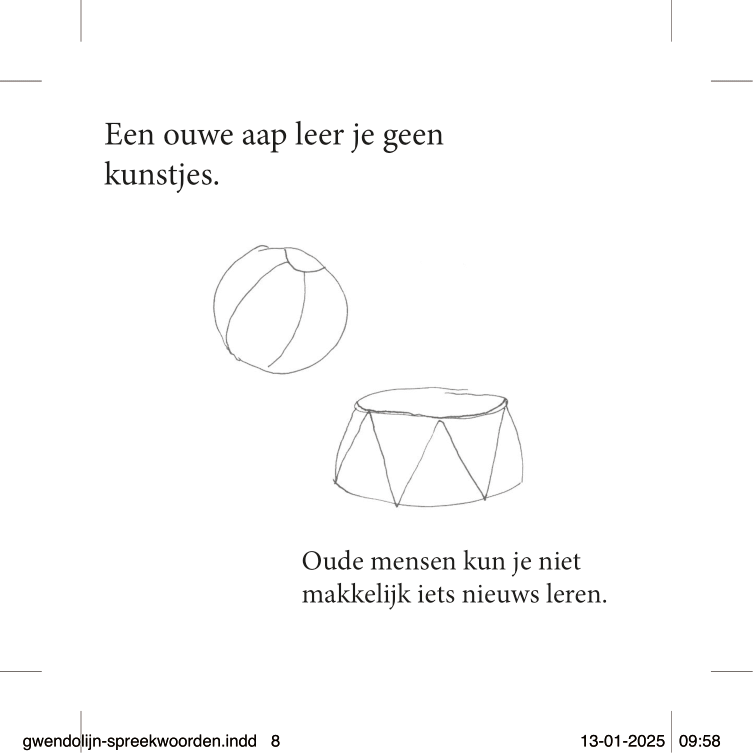 Een ouwe aap leer je geen
kunstjes.
Oude mensen kun je niet
makkelijk iets nieuws leren.
gwendolijn-spreekwoorden.indd 8
13-01-2025 09:58